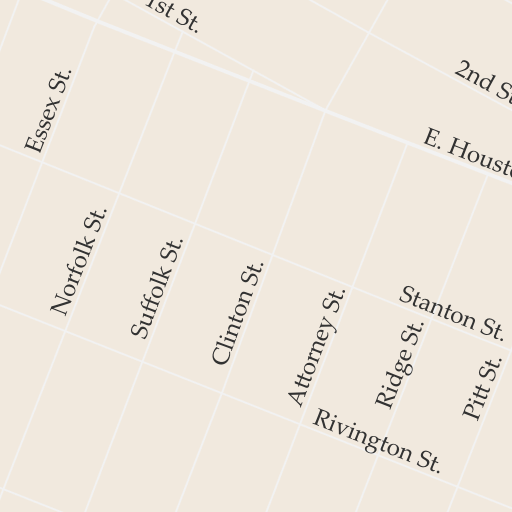 1st St.
2nd St
E. Houst
Essex St.
Norfolk St.
Suffolk St.
Clinton St.
Attorney St.
Stanton St.
Ridge St.
Pitt St.
Rivington St.